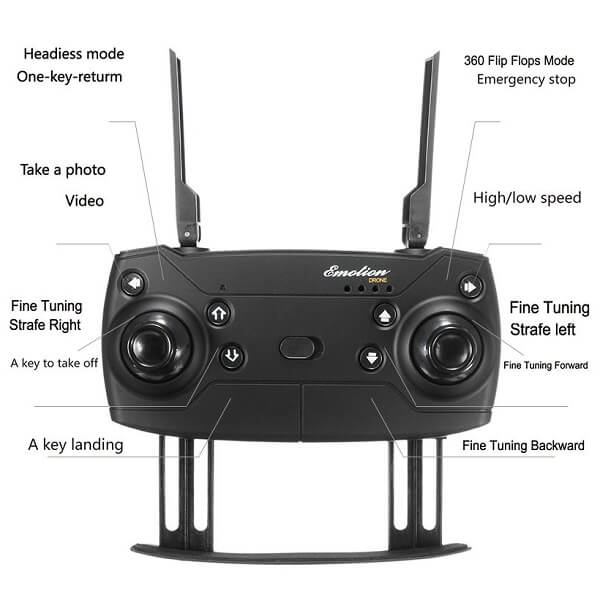 Headiess mode
One-key-returm
360 Flip Flops Mode
Emergency stop
Take a photo
Video
High/low speed
Emotion
DRONE
Fine Tuning
Strafe Right
Fine Tuning
Strafe left
A key to take off
Fine Tuning Forward
A key landing
Fine Tuning Backward